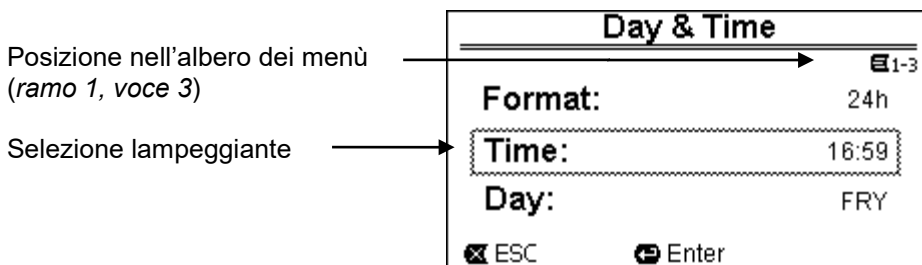 Day & Time
Posizione nell'albero dei menù
(ramo 1, voce 3)
1-3
Format: 24h
Selezione lampeggiante
Time: 16:59
Day: FRY
ESC Enter